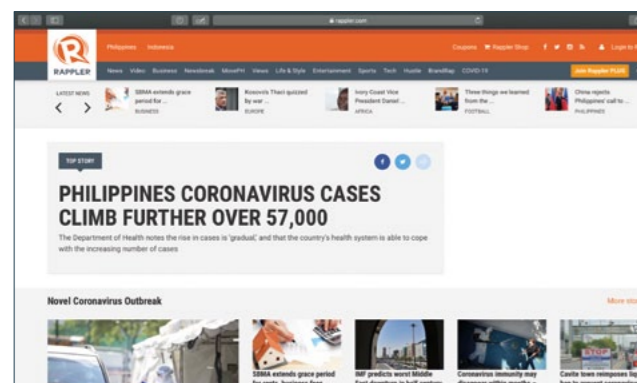 rappler.com
RAPPLER
Philippines Indonesia
Coupons Rappler Shop
Login to
News Video Business Newsbreak MovePH Views Life & Style Entertainment Sports Tech Hustle BrandRap COVID-19
Join Rappler PLUS
LATEST NEWS
SBMA extends grace
period for ...
BUSINESS
Kosovo's Thaci quizzed
by war ...
EUROPE
Ivory Coast Vice
President Daniel ...
AFRICA
Three things we learned
from the ...
FOOTBALL
China rejects
Philippines' call to ...
PHILIPPINES
TOP STORY
PHILIPPINES CORONAVIRUS CASES
CLIMB FURTHER OVER 57,000
The Department of Health notes the rise in cases is 'gradual,' and that the country's health system is able to cope
with the increasing number of cases
Novel Coronavirus Outbreak
More
SBMA extends grace period
IMF predicts worst Middle
Coronavirus immunity may
Cavite town reimposes